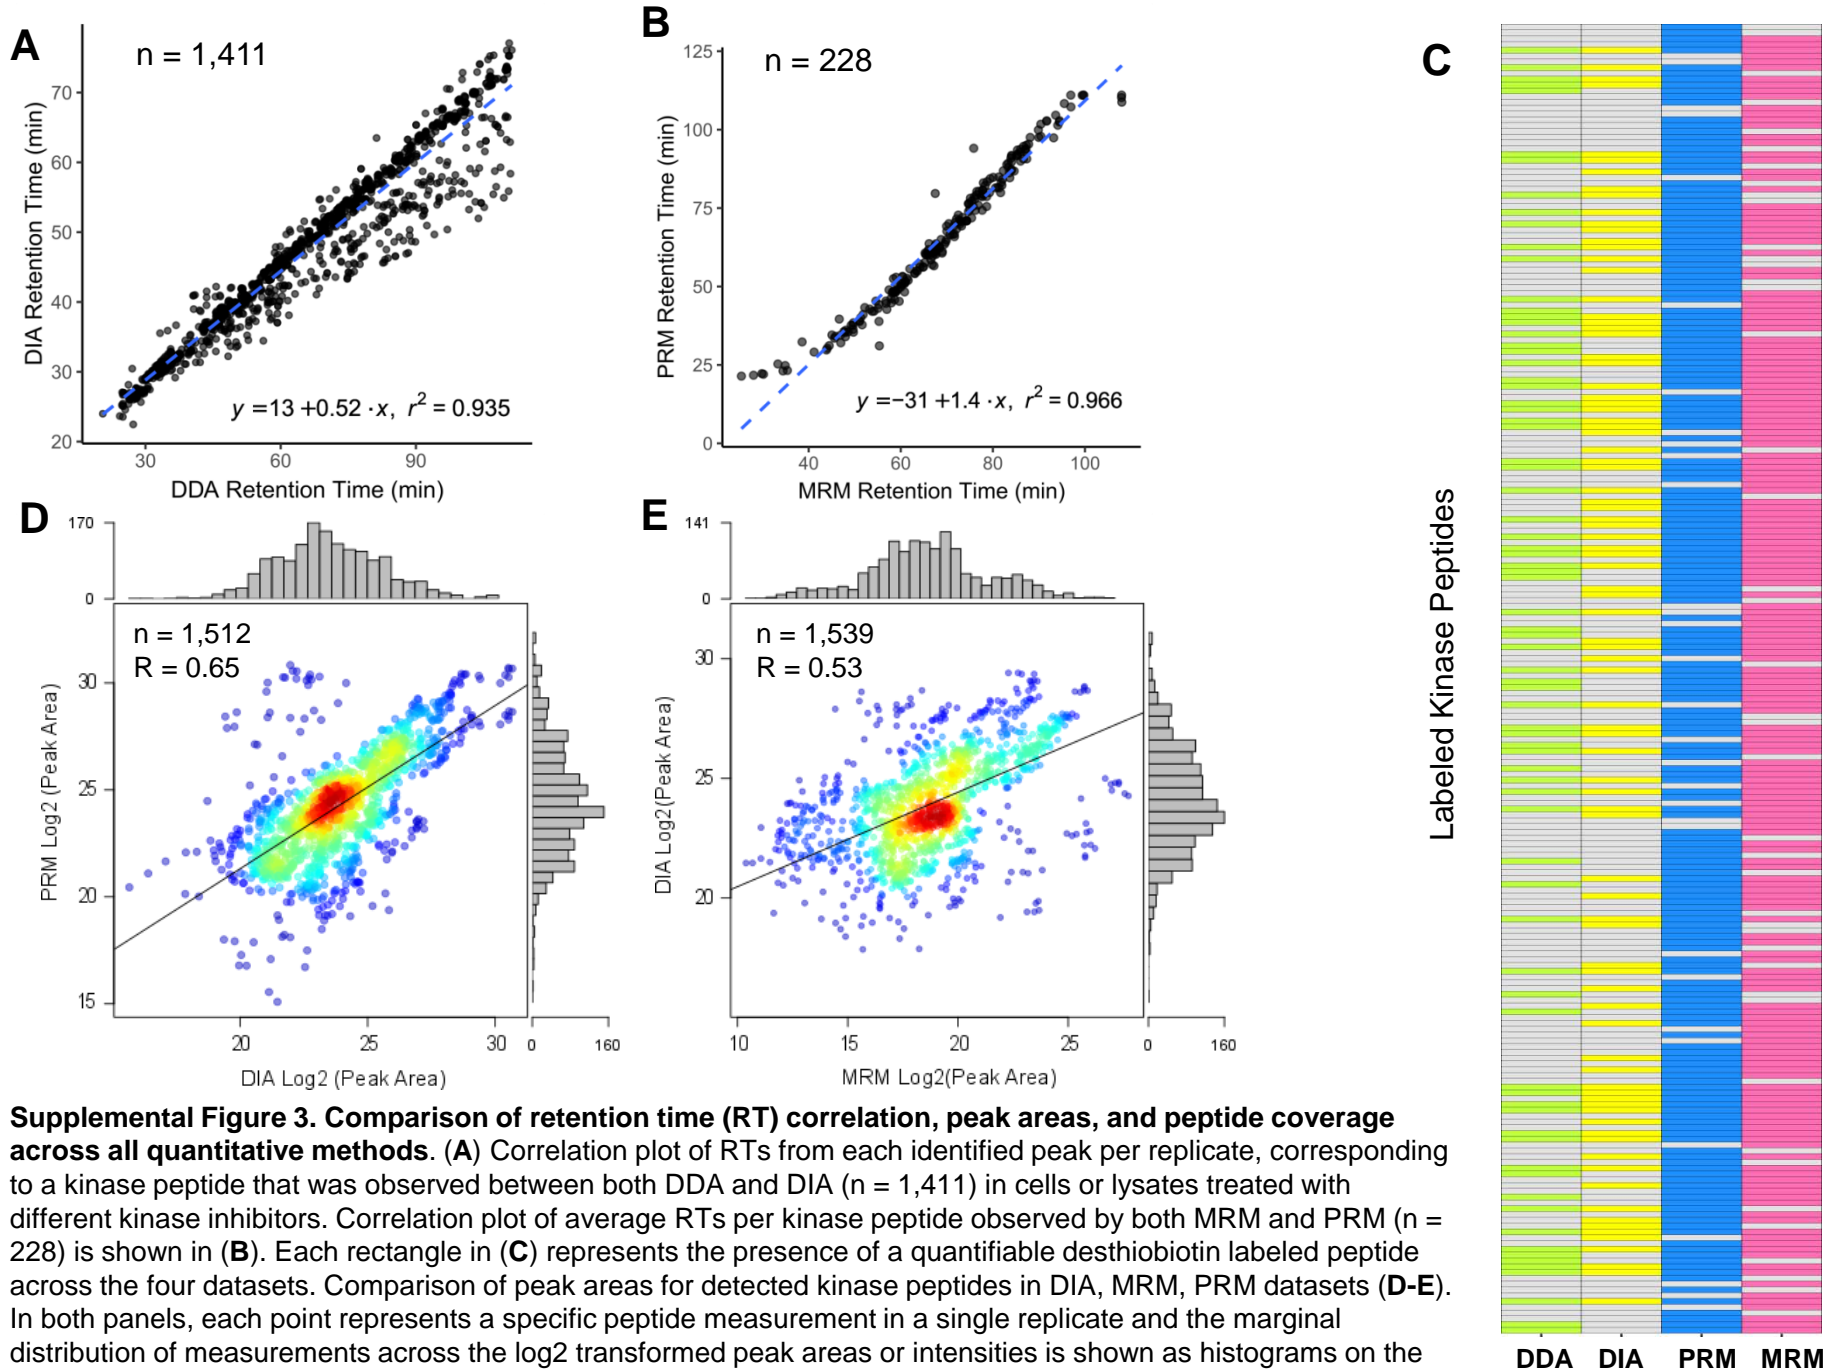 A
n = 1,411
DIA Retention Time (min)
70
60
50
40
30
20
y =13 +0.52 ·x, r² = 0.935
30 60 90
DDA Retention Time (min)
B
n = 228
PRM Retention Time (min)
125
100
75
50
25
0
y =−31 +1.4 ·x, r² = 0.966
40 60 80 100
MRM Retention Time (min)
C
Labeled Kinase Peptides
DDA DIA PRM MRM
D
170
0
n = 1,512
R = 0.65
PRM Log2 (Peak Area)
30
25
20
15
20 25 30
0 160
DIA Log2 (Peak Area)
E
141
0
n = 1,539
R = 0.53
DIA Log2(Peak Area)
30
25
20
10 15 20 25
0 160
MRM Log2(Peak Area)
Supplemental Figure 3. Comparison of retention time (RT) correlation, peak areas, and peptide coverage
across all quantitative methods. (A) Correlation plot of RTs from each identified peak per replicate, corresponding
to a kinase peptide that was observed between both DDA and DIA (n = 1,411) in cells or lysates treated with
different kinase inhibitors. Correlation plot of average RTs per kinase peptide observed by both MRM and PRM (n =
228) is shown in (B). Each rectangle in (C) represents the presence of a quantifiable desthiobiotin labeled peptide
across the four datasets. Comparison of peak areas for detected kinase peptides in DIA, MRM, PRM datasets (D-E).
In both panels, each point represents a specific peptide measurement in a single replicate and the marginal
distribution of measurements across the log2 transformed peak areas or intensities is shown as histograms on the